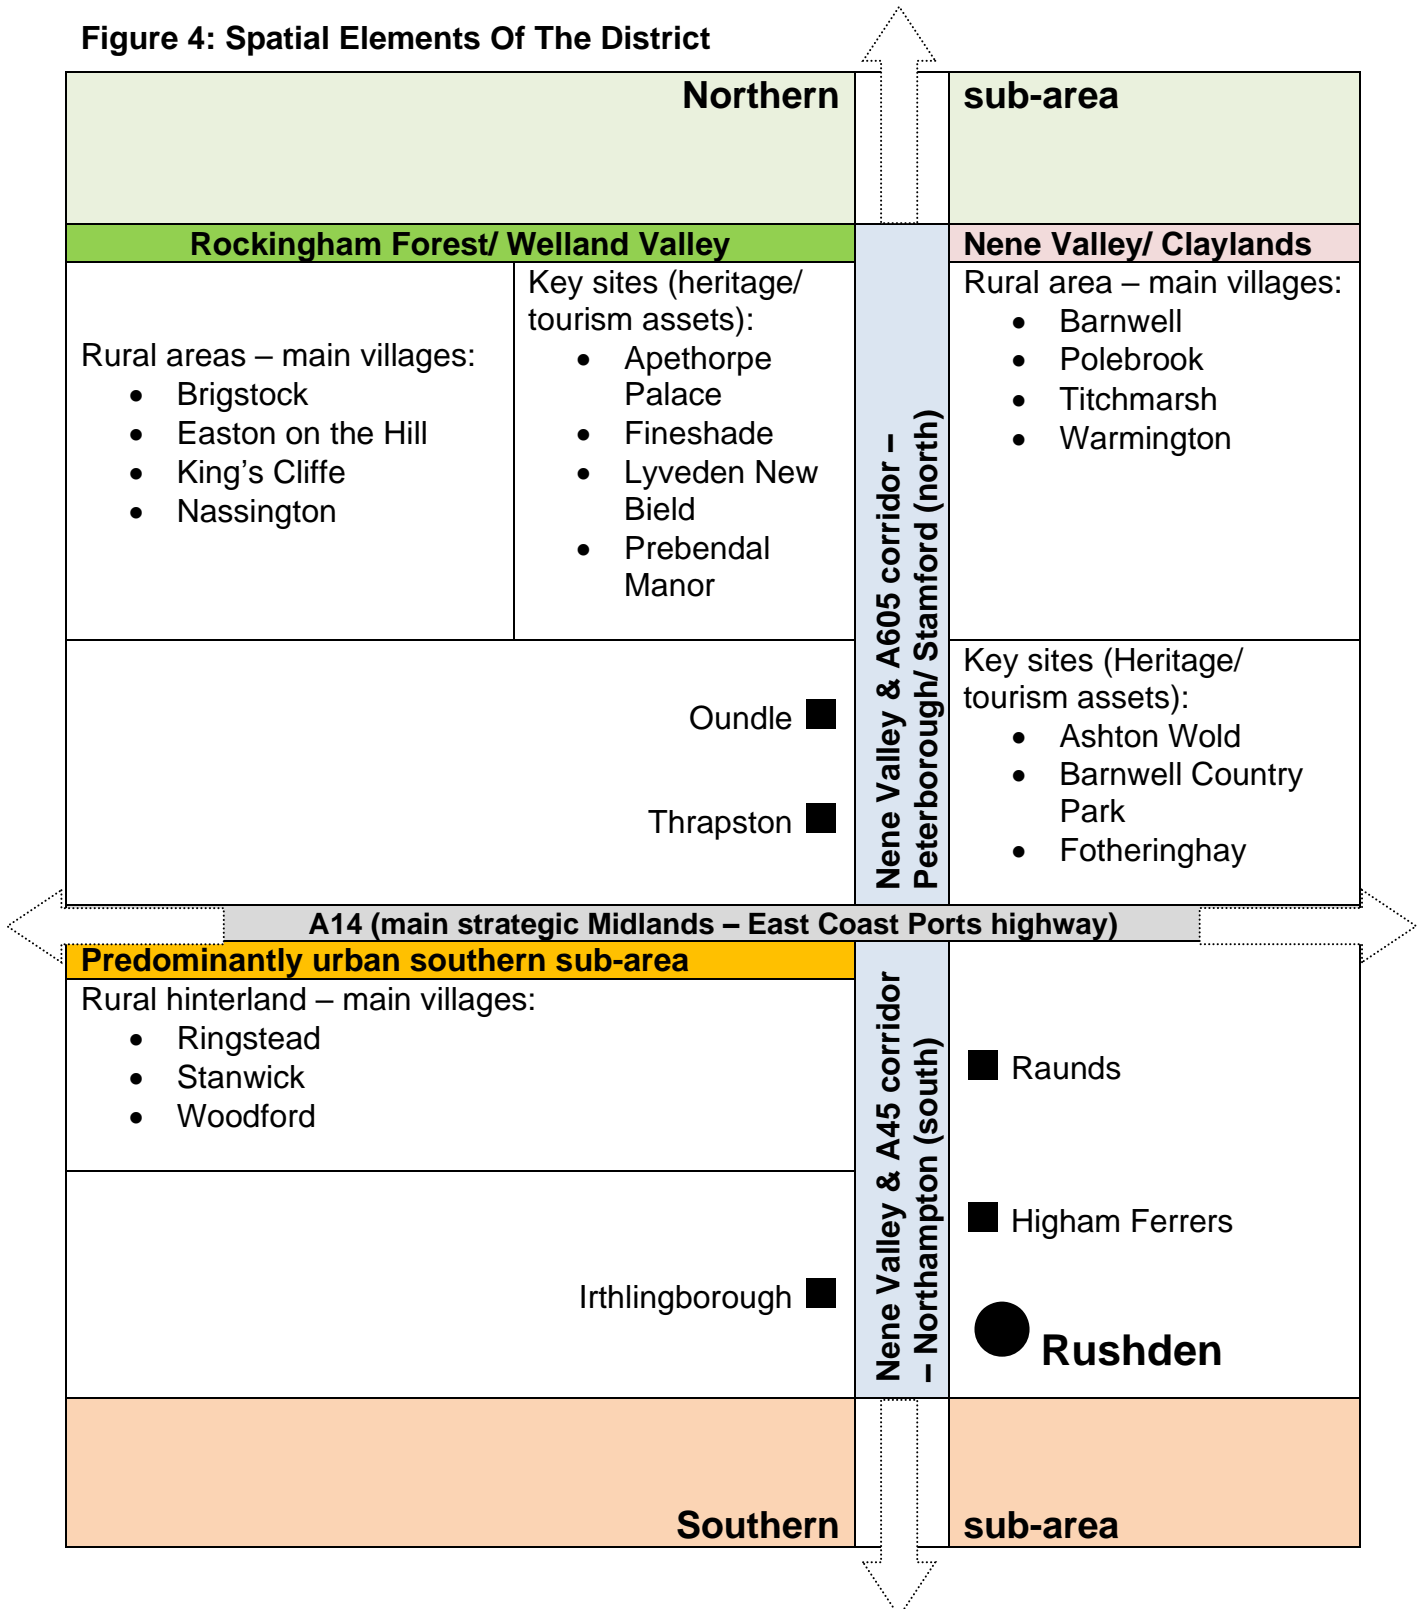 Figure 4: Spatial Elements Of The District
Northern
sub-area
Rockingham Forest/ Welland Valley
Rural areas – main villages:
• Brigstock
• Easton on the Hill
• King’s Cliffe
• Nassington
Key sites (heritage/
tourism assets):
• Apethorpe
Palace
• Fineshade
• Lyveden New
Bield
• Prebendal
Manor
Nene Valley & A605 corridor –
Peterborough/ Stamford (north)
Nene Valley/ Claylands
Rural area – main villages:
• Barnwell
• Polebrook
• Titchmarsh
• Warmington
Oundle
Thrapston
Key sites (Heritage/
tourism assets):
• Ashton Wold
• Barnwell Country
Park
• Fotheringhay
A14 (main strategic Midlands – East Coast Ports highway)
Predominantly urban southern sub-area
Rural hinterland – main villages:
• Ringstead
• Stanwick
• Woodford
Irthlingborough
Nene Valley & A45 corridor
– Northampton (south)
Raunds
Higham Ferrers
Rushden
Southern
sub-area